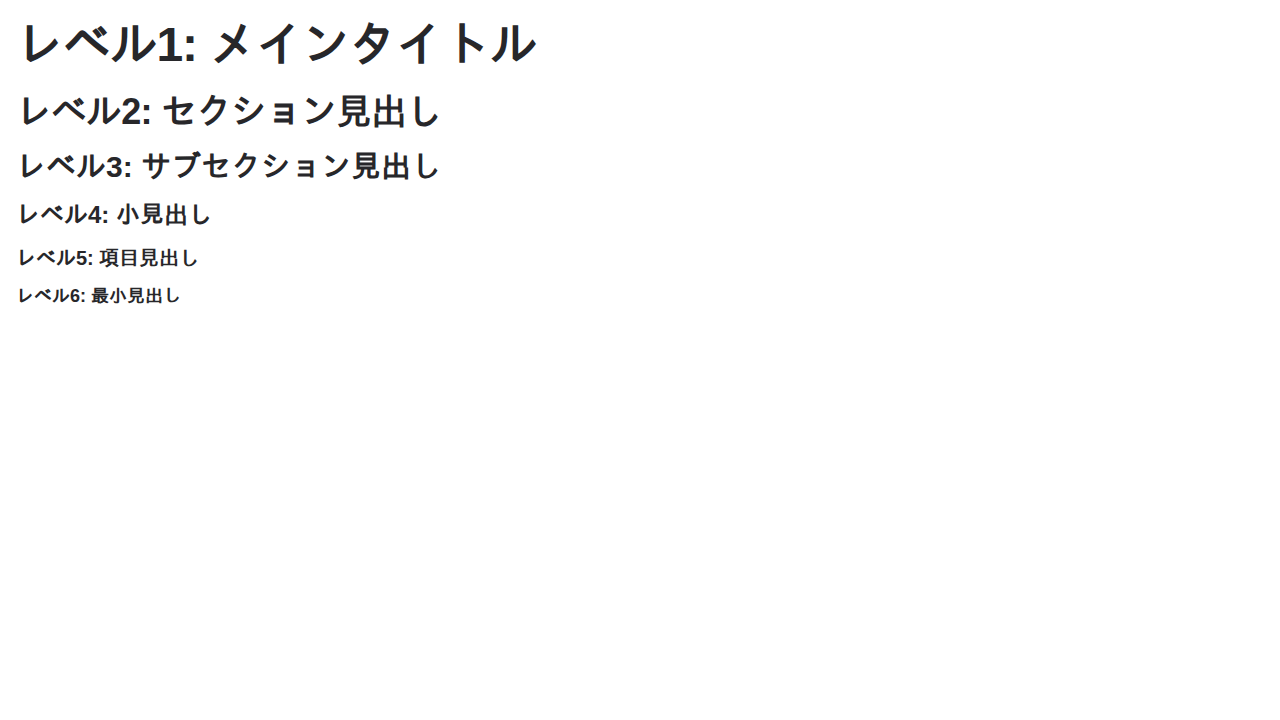 レベル1: メインタイトル
レベル2: セクション見出し
レベル3: サブセクション見出し
レベル4: 小見出し
レベル5: 項目見出し
レベル6: 最小見出し